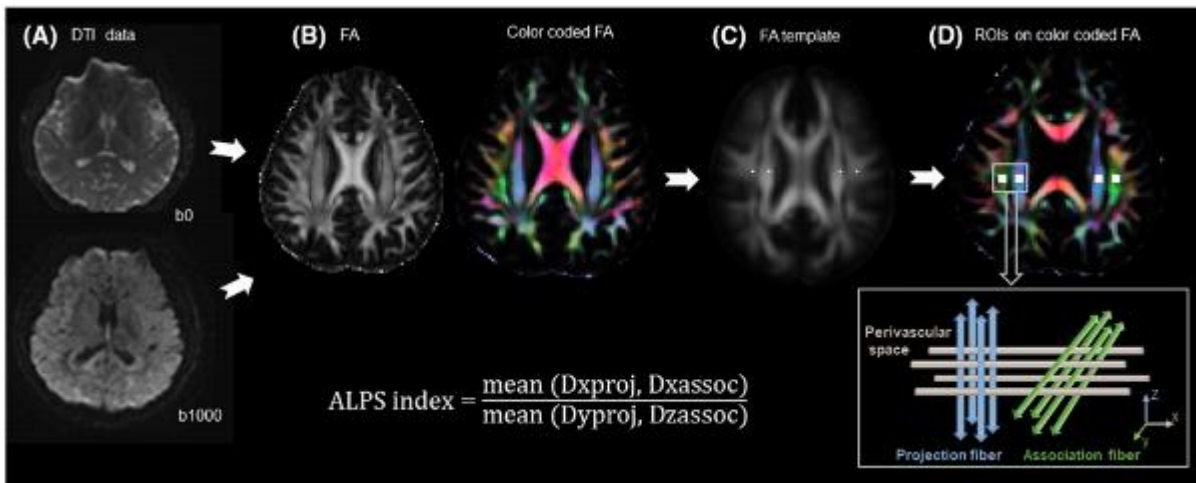 (A) DTI data
(B) FA
Color coded FA
(C) FA template
(D) ROIs on color coded FA
b0
b1000
ALPS index = mean (Dxproj, Dxassoc)
mean (Dyproj, Dzassoc)
Perivascular
space
Z
X
y
Projection fiber
Association fiber